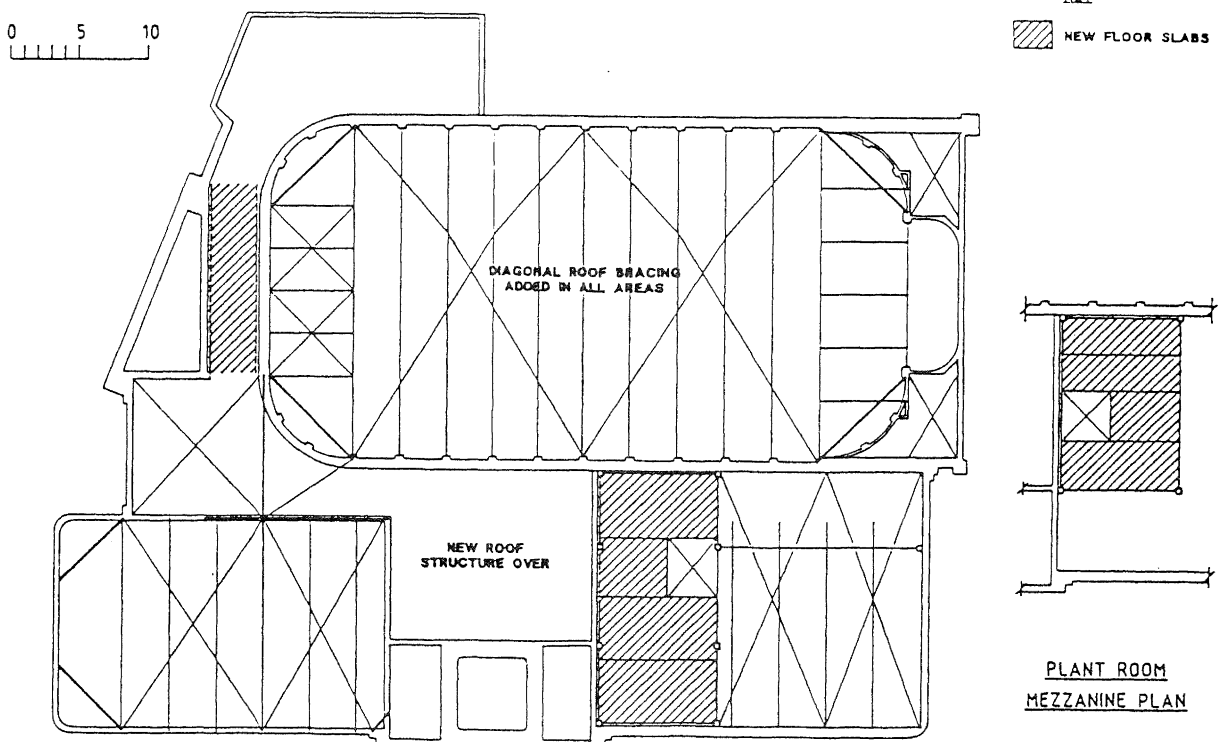 0 5 10
NEW FLOOR SLABS
DIAGONAL ROOF BRACING
ADDED IN ALL AREAS
NEW ROOF
STRUCTURE OVER
PLANT ROOM
MEZZANINE PLAN